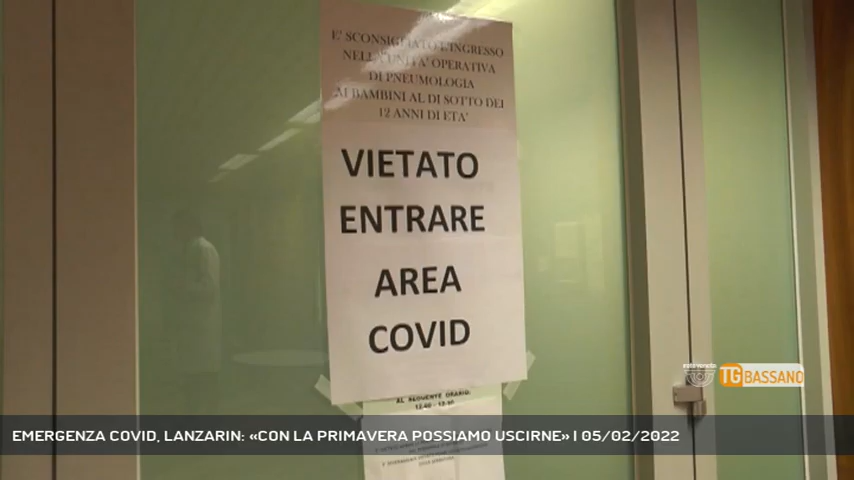 E' SCONSIGLIATO L'INGRESSO
NELLA UNITA' OPERATIVA
DI PNEUMOLOGIA
AI BAMBINI AL DI SOTTO DEI
12 ANNI DI ETA'
VIETATO
ENTRARE
AREA
COVID
AL SEGUENTE ORARIO:
TG BASSANO
EMERGENZA COVID, LANZARIN: «CON LA PRIMAVERA POSSIAMO USCIRNE» | 05/02/2022